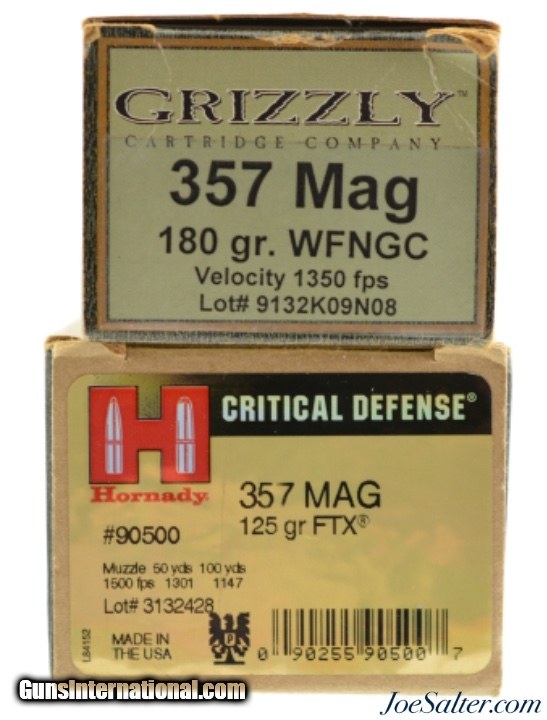 GRIZZLY™
CARTRIDGE COMPANY
357 Mag
180 gr. WFNGC
Velocity 1350 fps
Lot# 9132K09N08
H CRITICAL DEFENSE®
Hornady
357 MAG
125 gr FTX®
#90500
Muzzle 50 yds 100 yds
1500 fps 1301 1147
Lot# 3132428
L84152
MADE IN
THE USA
0 90255 90500 7
GunsInternational.com
JoeSalter.com